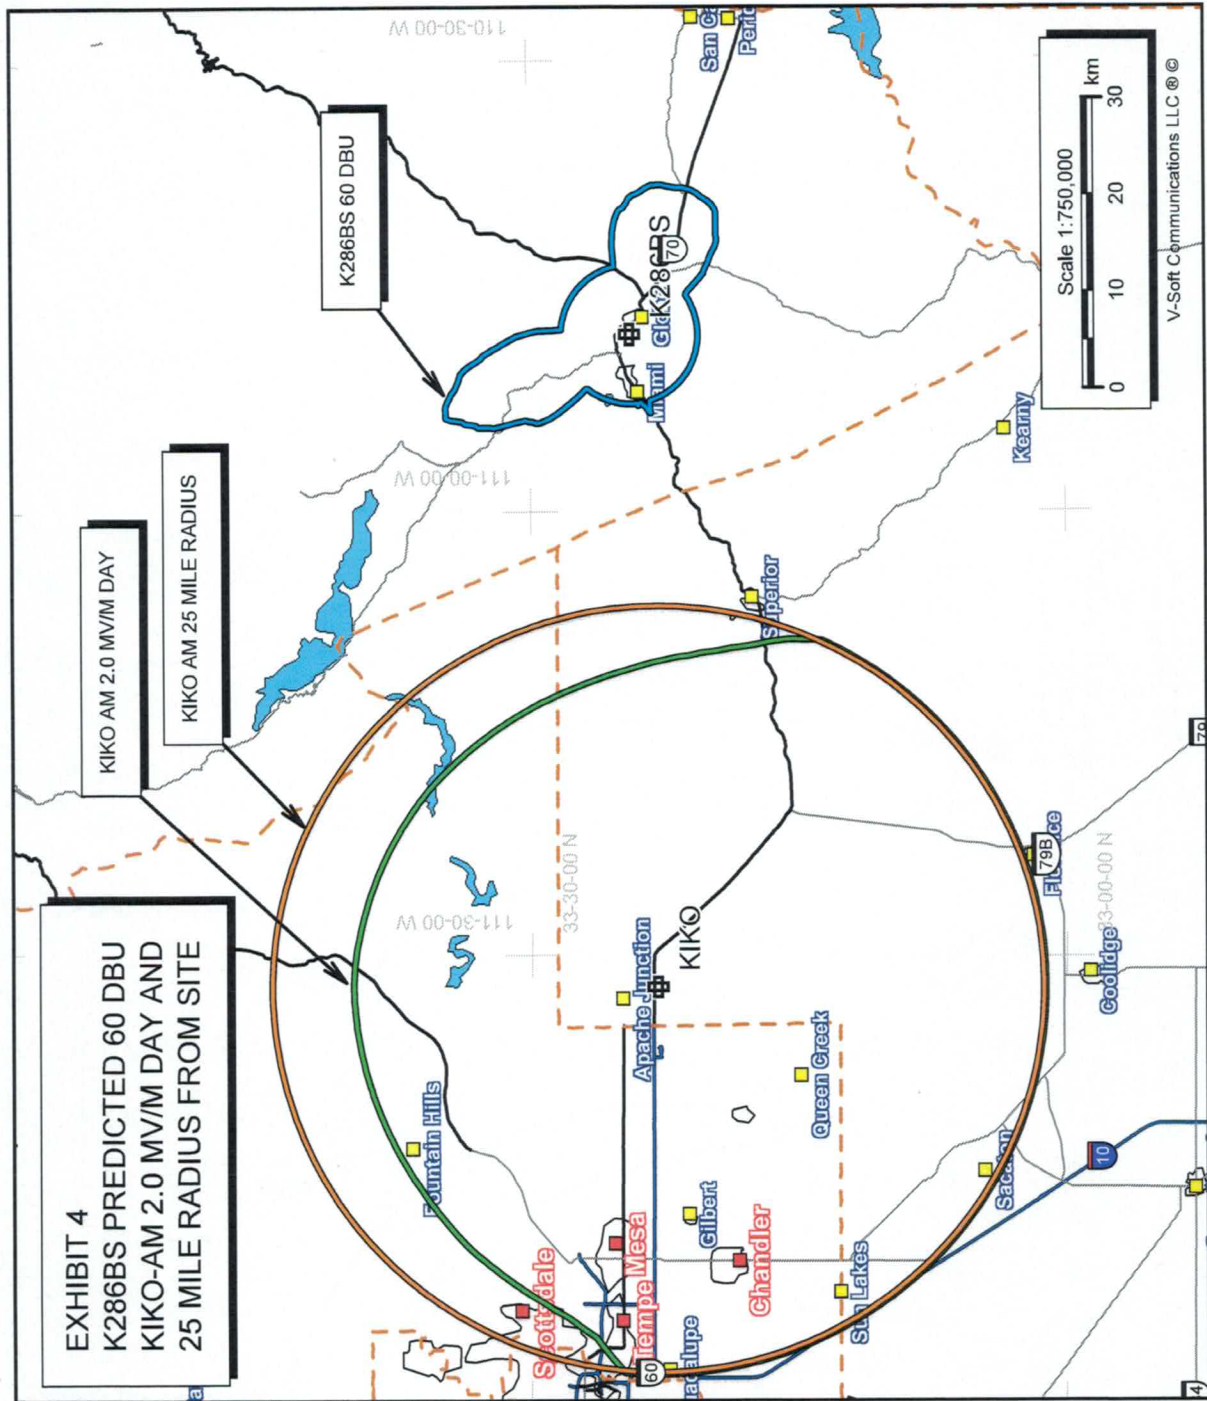 EXHIBIT 4
K286BS PREDICTED 60 DBU
KIKO-AM 2.0 MV/M DAY AND
25 MILE RADIUS FROM SITE
KIKO AM 2.0 MV/M DAY
KIKO AM 25 MILE RADIUS
K286BS 60 DBU
111-30-00 W
111-00-00 W
110-30-00 W
33-30-00 N
33-00-00 N
Fountain Hills
Scottsdale
Tempe
Mesa
Apache Junction
KIKO
Gilbert
Chandler
Queen Creek
Sun Lakes
Sacaton
Coolidge
Superior
Miami
K286BS
Kearny
San Ca
Perid
60
10
79B
79
70
Scale 1:750,000
0 10 20 30 km
V-Soft Communications LLC ® ©